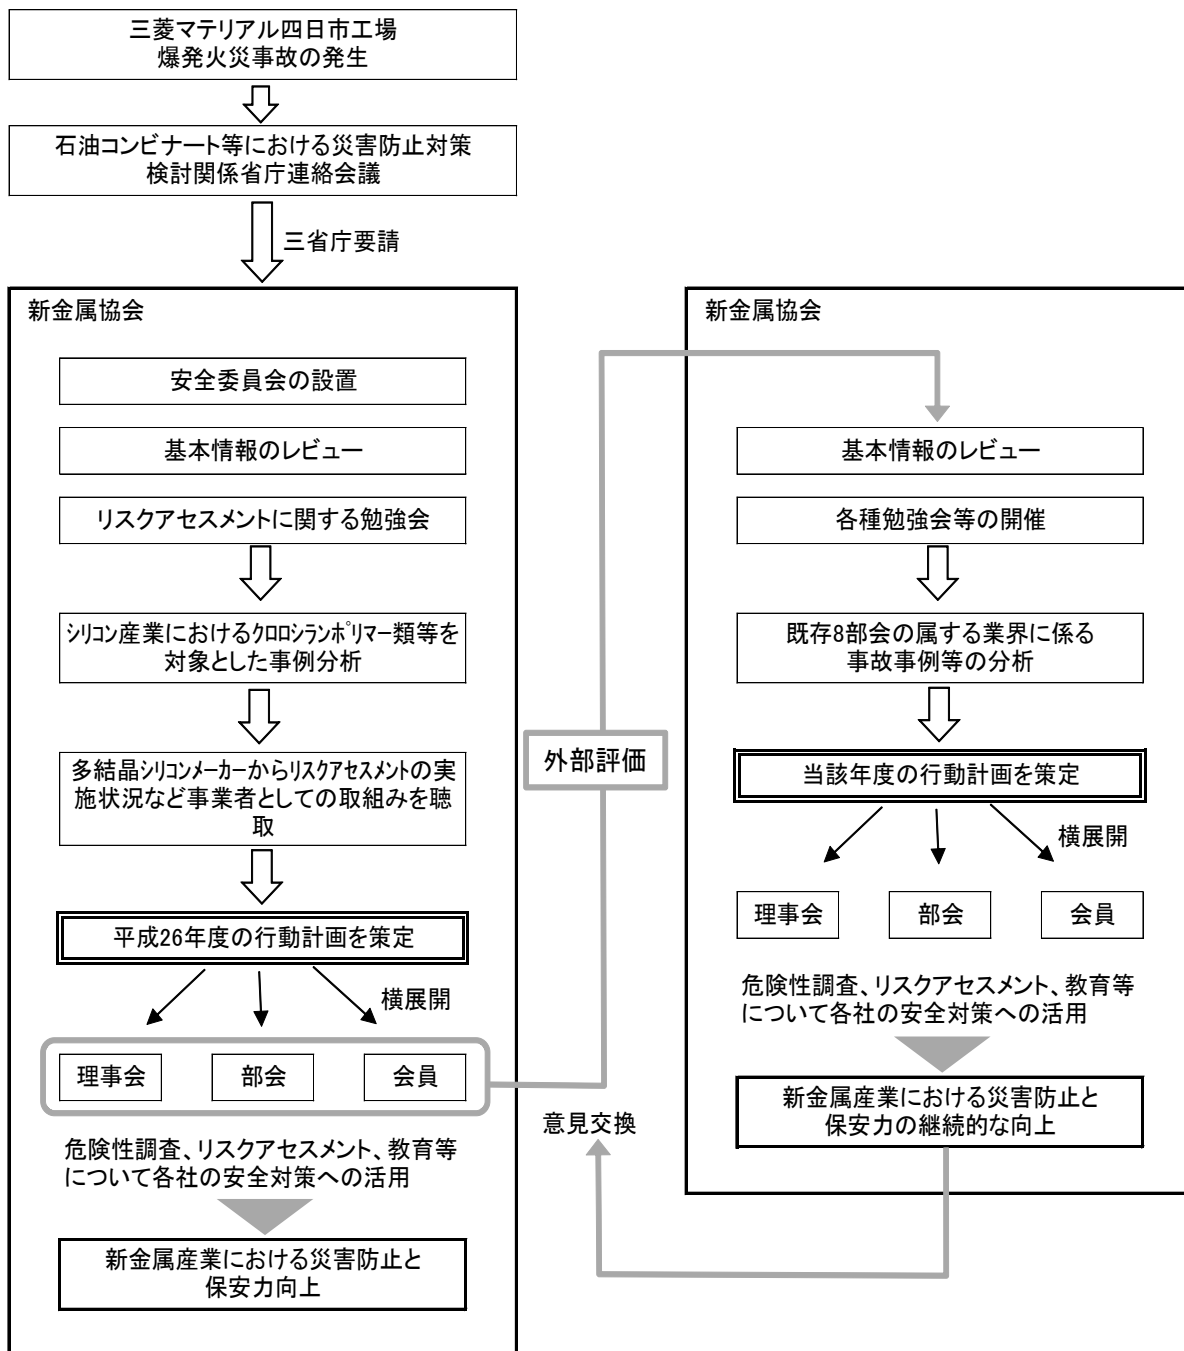 三菱マテリアル四日市工場
爆発火災事故の発生
石油コンビナート等における災害防止対策
検討関係省庁連絡会議
三省庁要請
新金属協会
安全委員会の設置
基本情報のレビュー
リスクアセスメントに関する勉強会
シリコン産業におけるｸﾛﾛｼﾗﾝﾎﾟﾘﾏｰ類等を
対象とした事例分析
多結晶ｼﾘｺﾝﾒｰｶｰからﾘｽｸｱｾｽﾒﾝﾄの実
施状況など事業者としての取組みを聴
取
平成26年度の行動計画を策定
横展開
理事会
部会
会員
危険性調査、リスクアセスメント、教育等
について各社の安全対策への活用
新金属産業における災害防止と
保安力向上
外部評価
意見交換
新金属協会
基本情報のレビュー
各種勉強会等の開催
既存8部会の属する業界に係る
事故事例等の分析
当該年度の行動計画を策定
横展開
理事会
部会
会員
危険性調査、リスクアセスメント、教育等
について各社の安全対策への活用
新金属産業における災害防止と
保安力の継続的な向上